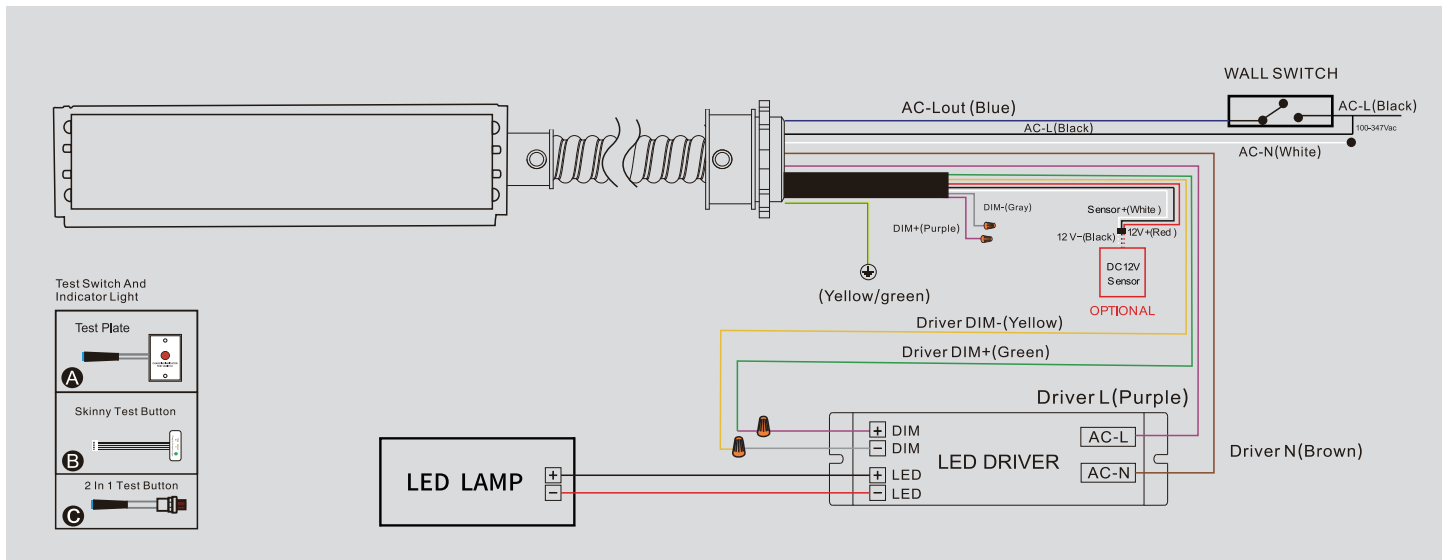 WALL SWITCH
AC-Lout (Blue)
AC-L(Black)
AC-L(Black)
100-347Vac
AC-N(White)
DIM-(Gray)
DIM+(Purple)
Sensor+(White )
12 V-(Black)
12V+(Red )
DC12V
Sensor
OPTIONAL
(Yellow/green)
Driver DIM-(Yellow)
Driver DIM+(Green)
Driver L(Purple)
Driver N(Brown)
Test Switch And
Indicator Light
Test Plate
A
Skinny Test Button
B
2 In 1 Test Button
C
LED LAMP
+
−
+ DIM
− DIM
+ LED
− LED
LED DRIVER
AC-L
AC-N